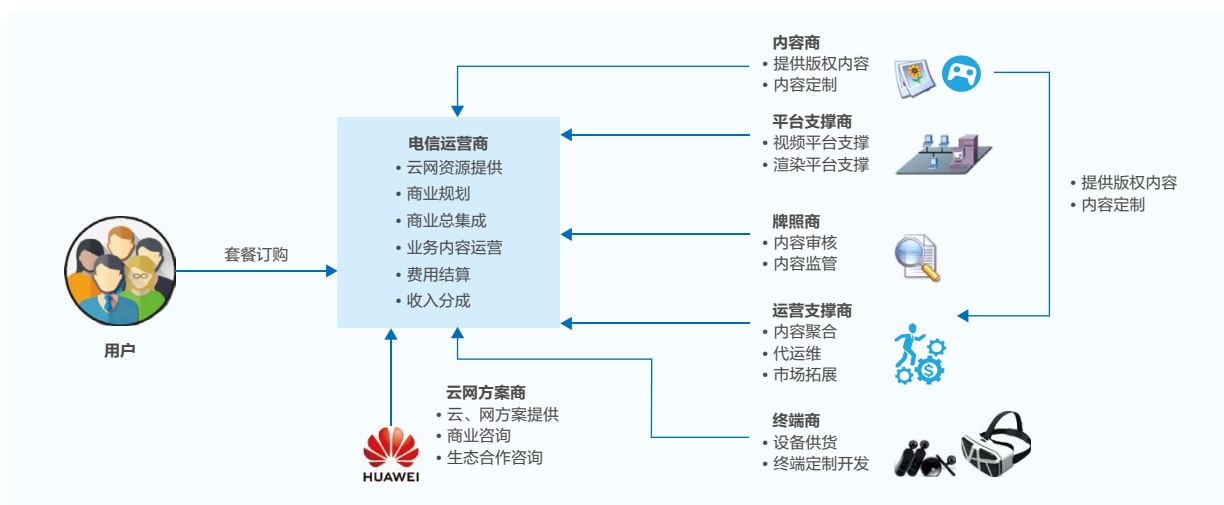 用户
套餐订购
电信运营商
• 云网资源提供
• 商业规划
• 商业总集成
• 业务内容运营
• 费用结算
• 收入分成
HUAWEI
云网方案商
• 云、网方案提供
• 商业咨询
• 生态合作咨询
内容商
• 提供版权内容
• 内容定制
平台支撑商
• 视频平台支撑
• 渲染平台支撑
牌照商
• 内容审核
• 内容监管
运营支撑商
• 内容聚合
• 代运维
• 市场拓展
终端商
• 设备供货
• 终端定制开发
• 提供版权内容
• 内容定制